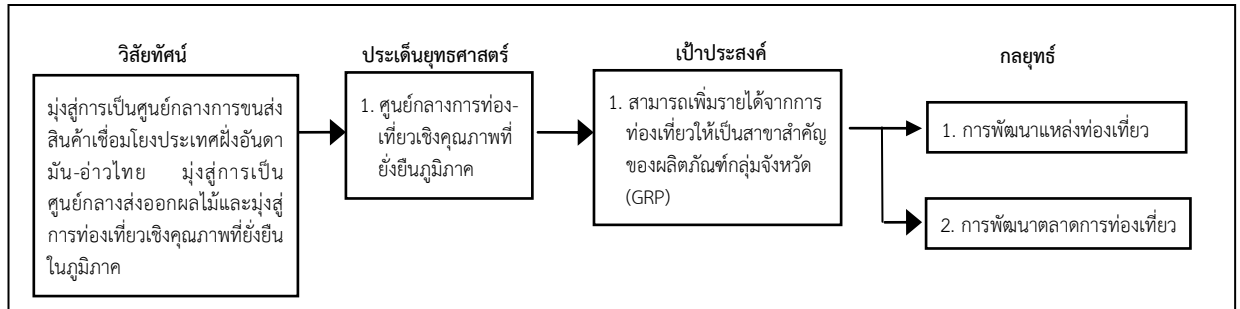 วิสัยทัศน์
มุ่งสู่การเป็นศูนย์กลางการขนส่ง
สินค้าเชื่อมโยงประเทศฝั่งอันดา
มัน-อ่าวไทย มุ่งสู่การเป็น
ศูนย์กลางส่งออกผลไม้และมุ่งสู่
การท่องเที่ยวเชิงคุณภาพที่ยั่งยืน
ในภูมิภาค
ประเด็นยุทธศาสตร์
1. ศูนย์กลางการท่อง-
เที่ยวเชิงคุณภาพที่
ยั่งยืนภูมิภาค
เป้าประสงค์
1. สามารถเพิ่มรายได้จากการ
ท่องเที่ยวให้เป็นสาขาสำคัญ
ของผลิตภัณฑ์กลุ่มจังหวัด
(GRP)
กลยุทธ์
1. การพัฒนาแหล่งท่องเที่ยว
2. การพัฒนาตลาดการท่องเที่ยว